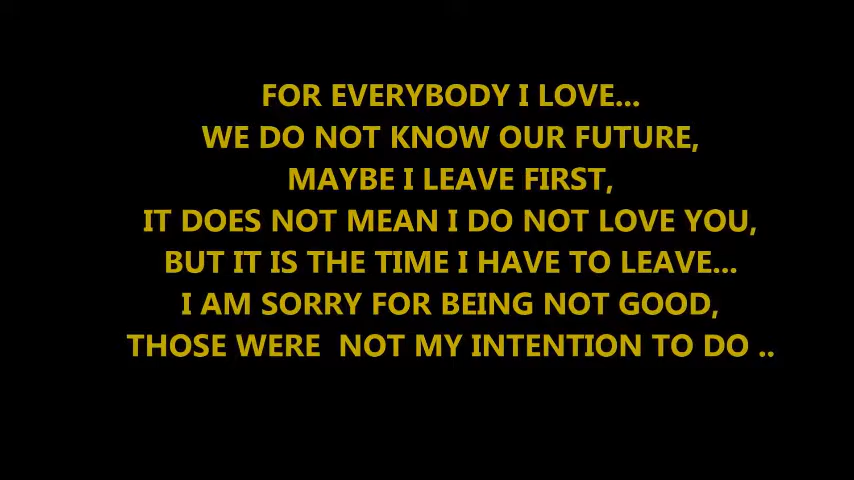 FOR EVERYBODY I LOVE...
WE DO NOT KNOW OUR FUTURE,
MAYBE I LEAVE FIRST,
IT DOES NOT MEAN I DO NOT LOVE YOU,
BUT IT IS THE TIME I HAVE TO LEAVE...
I AM SORRY FOR BEING NOT GOOD,
THOSE WERE  NOT MY INTENTION TO DO ..